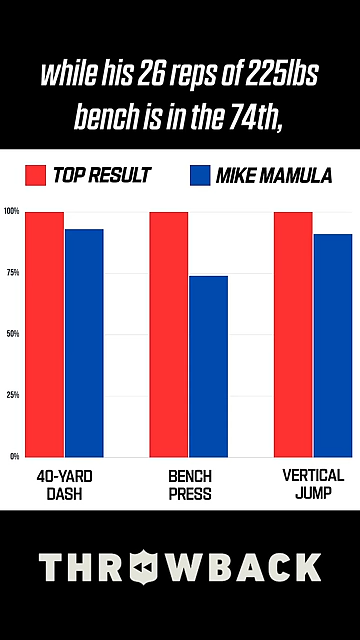 while his 26 reps of 225lbs
bench is in the 74th,
TOP RESULT
MIKE MAMULA
100%
75%
50%
25%
0%
40-YARD
DASH
BENCH
PRESS
VERTICAL
JUMP
THROWBACK